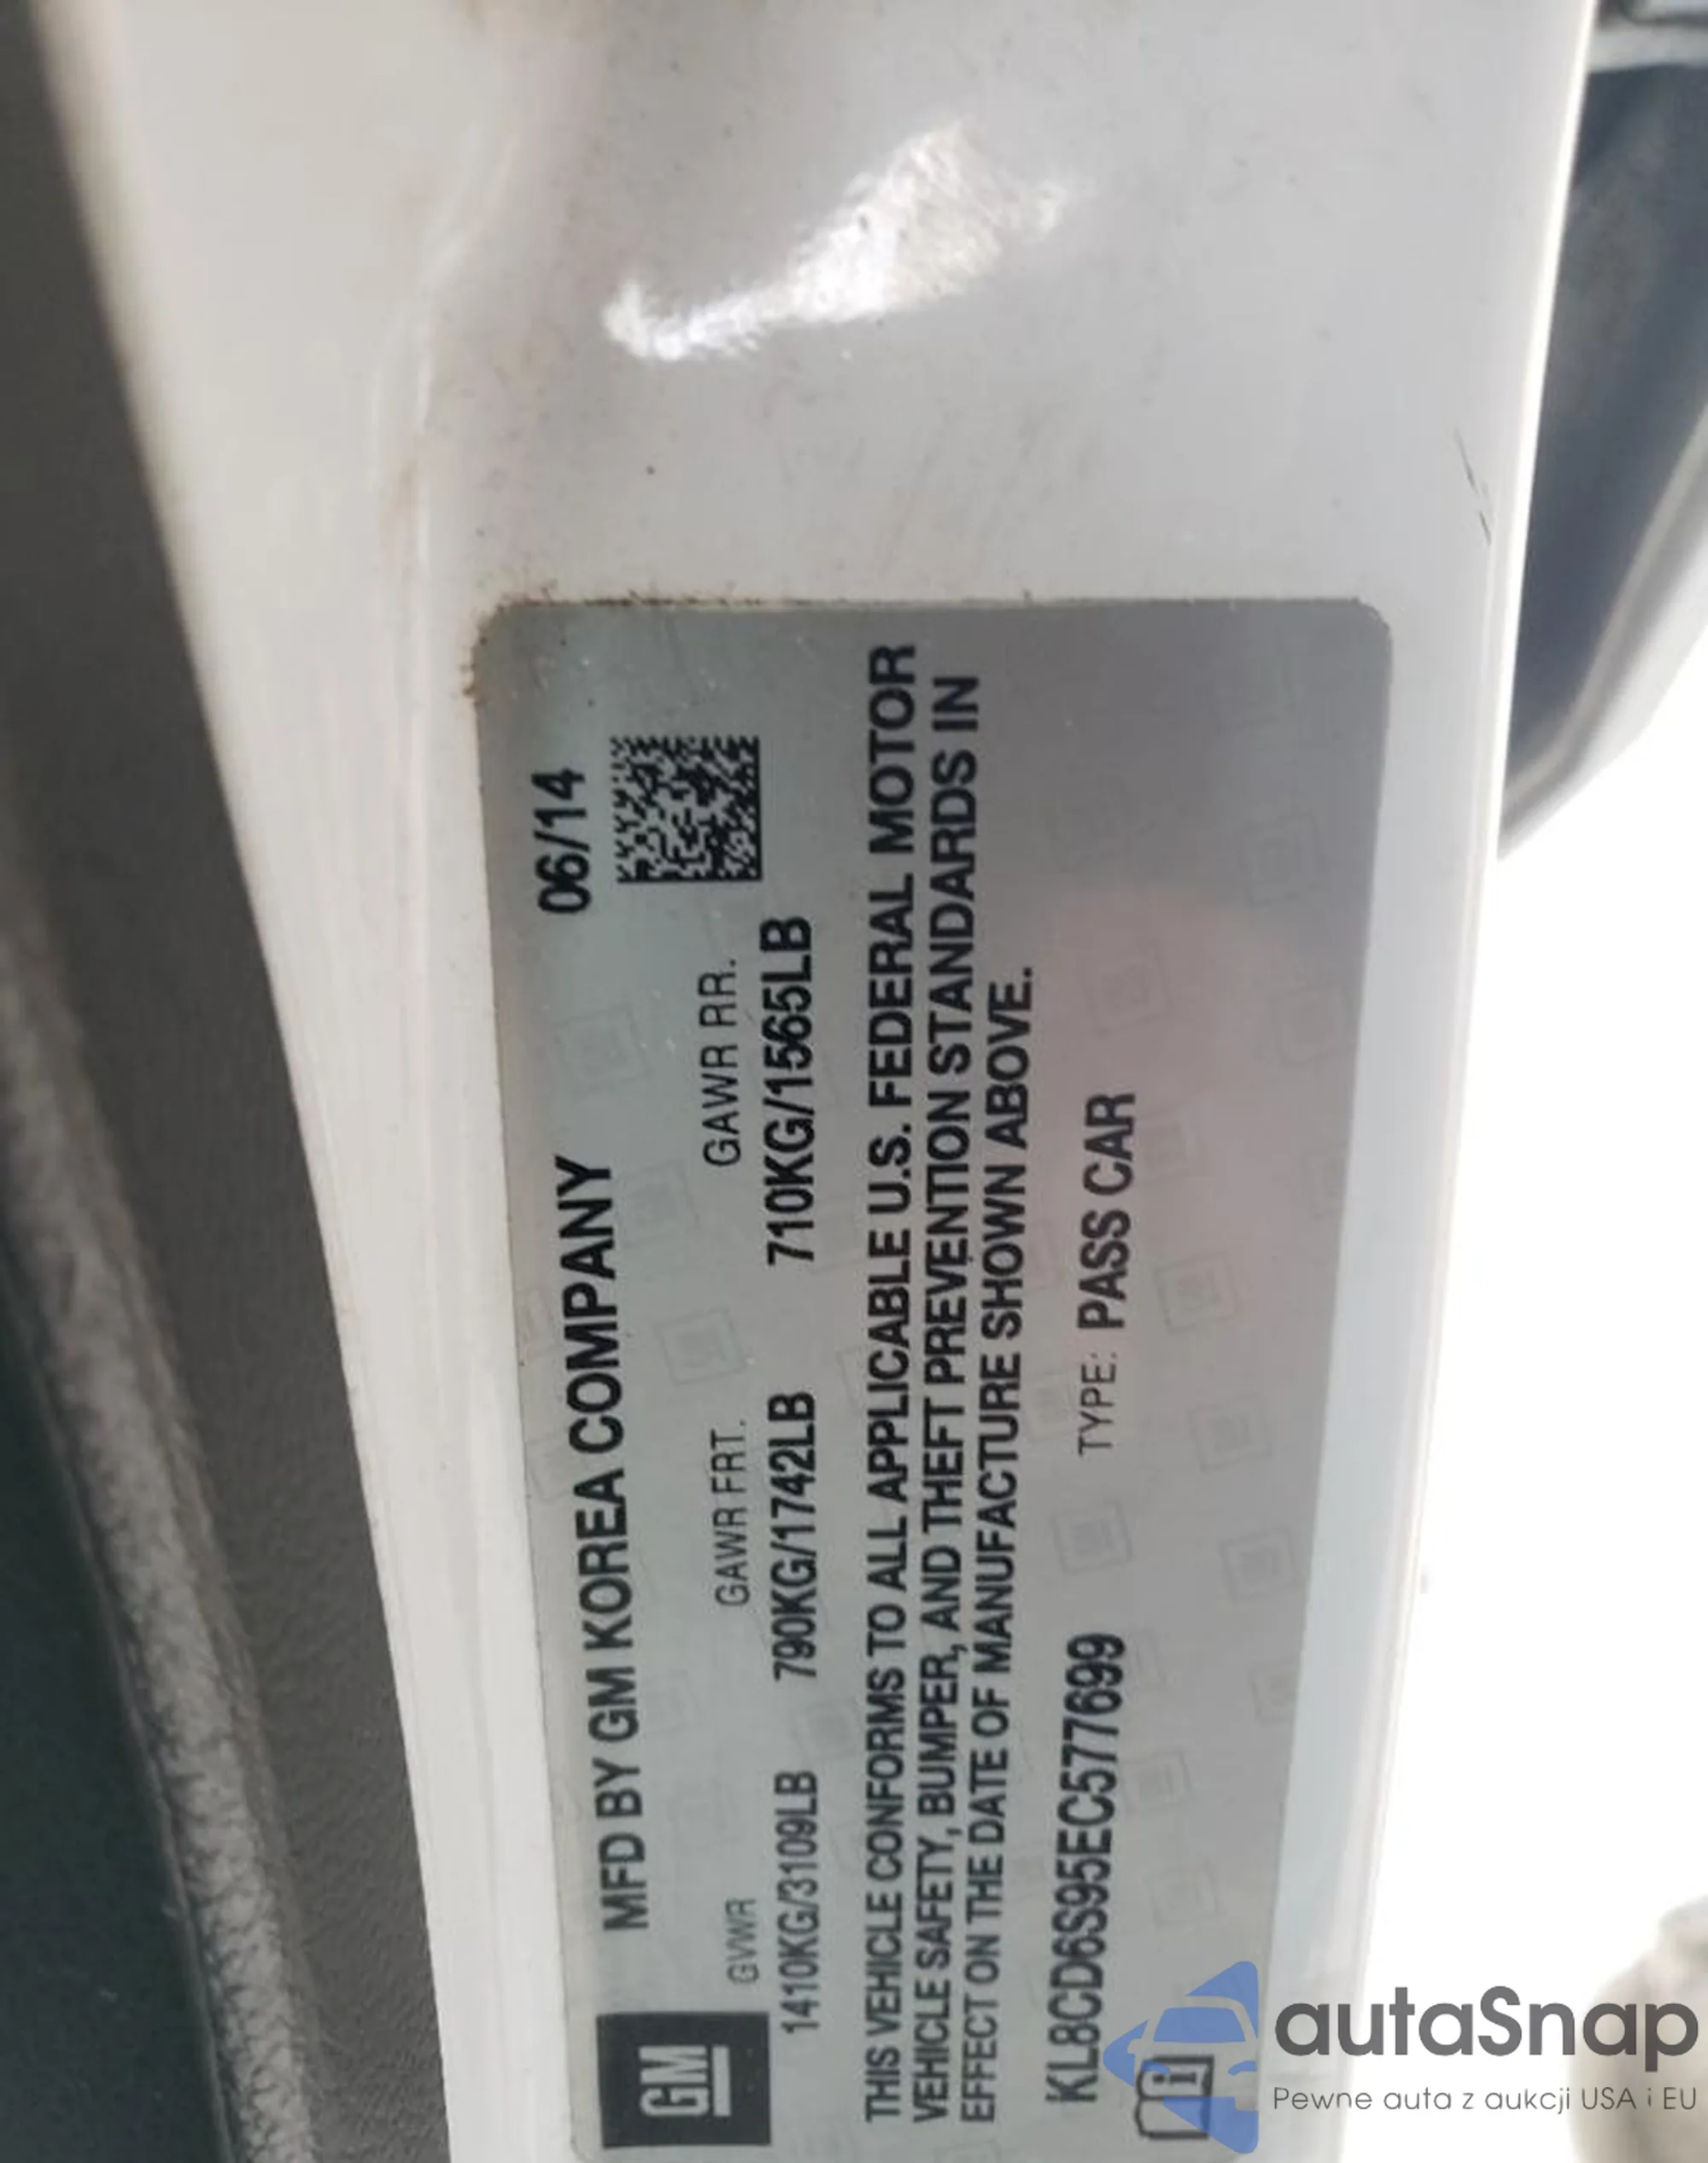 GM
MFD BY GM KOREA COMPANY 06/14
GVWR GAWR FRT. GAWR RR.
1410KG/3109LB 790KG/1742LB 710KG/1565LB
THIS VEHICLE CONFORMS TO ALL APPLICABLE U.S. FEDERAL MOTOR
VEHICLE SAFETY, BUMPER, AND THEFT PREVENTION STANDARDS IN
EFFECT ON THE DATE OF MANUFACTURE SHOWN ABOVE.
KL8CD6S95EC577699 TYPE: PASS CAR
i
autaSnap
Pewne auta z aukcji USA i EU